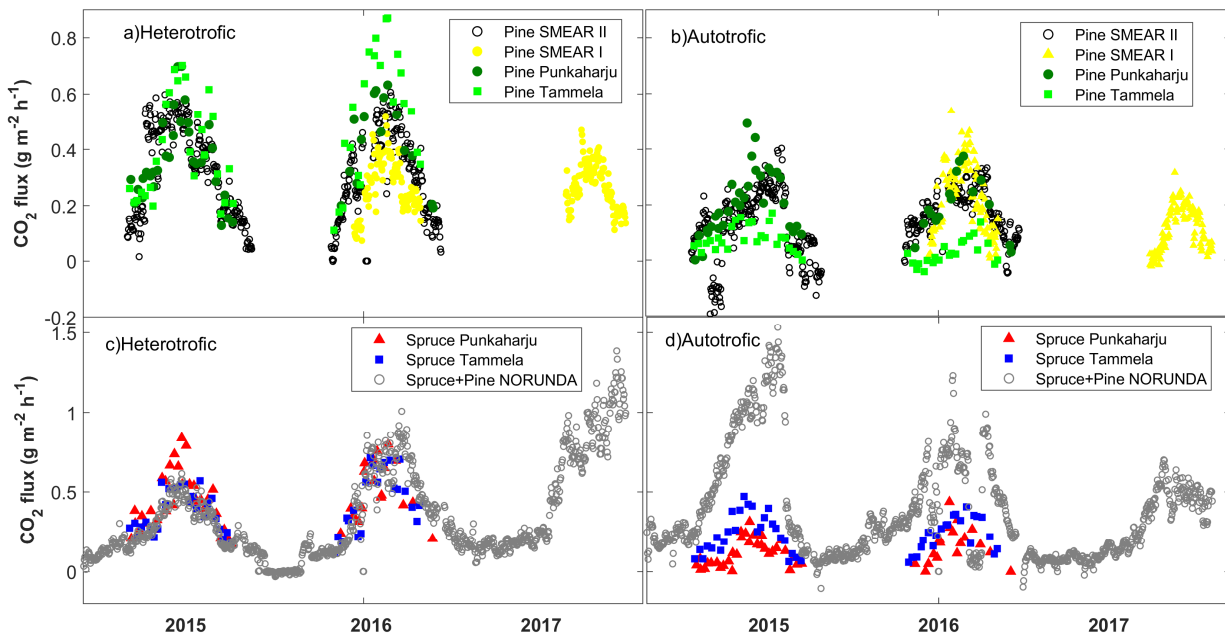 a)Heterotrofic
Pine SMEAR II
Pine SMEAR I
Pine Punkaharju
Pine Tammela
b)Autotrofic
Pine SMEAR II
Pine SMEAR I
Pine Punkaharju
Pine Tammela
CO2 flux (g m-2 h-1)
0.8
0.6
0.4
0.2
0
-0.2
c)Heterotrofic
Spruce Punkaharju
Spruce Tammela
Spruce+Pine NORUNDA
d)Autotrofic
Spruce Punkaharju
Spruce Tammela
Spruce+Pine NORUNDA
CO2 flux (g m-2 h-1)
1.5
1
0.5
0
2015 2016 2017
2015 2016 2017